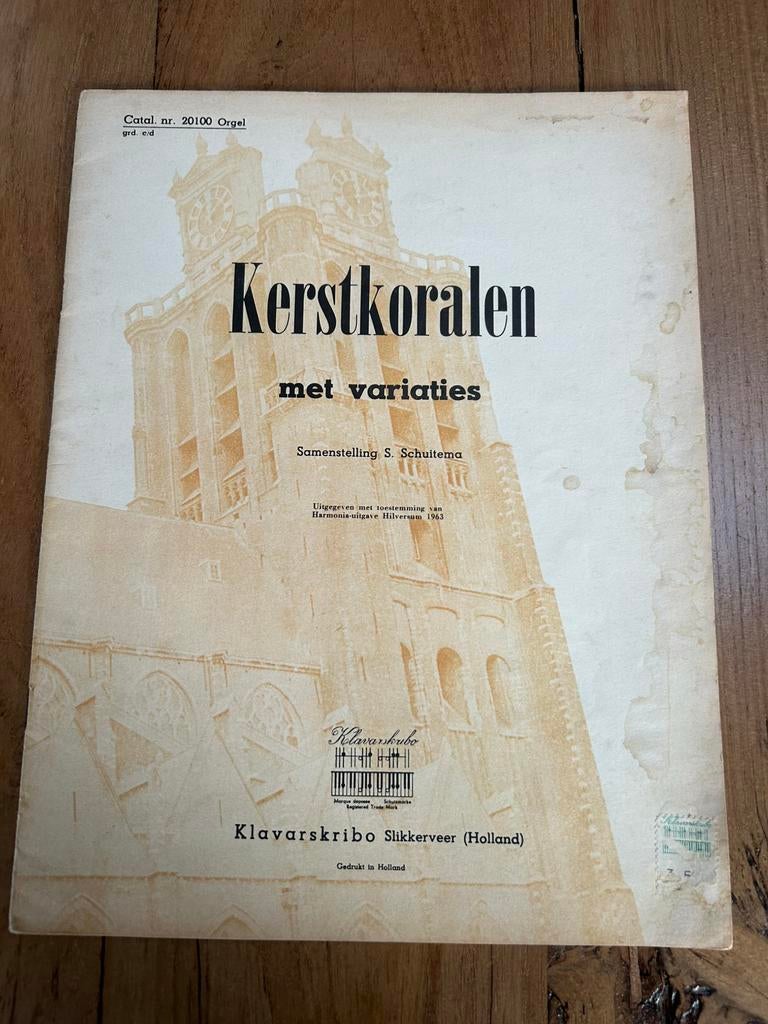 Catal. nr. 20100 Orgel
grd. c/d
Kerstkoralen
met variaties
Samenstelling S. Schuitema
Uitgegeven met toestemming van
Harmonia-uitgave Hilversum 1963
Klavarskribo
Marque deposee Schutzmarke
Registered Trade Mark
Klavarskribo Slikkerveer (Holland)
Gedrukt in Holland
Klavarskribo